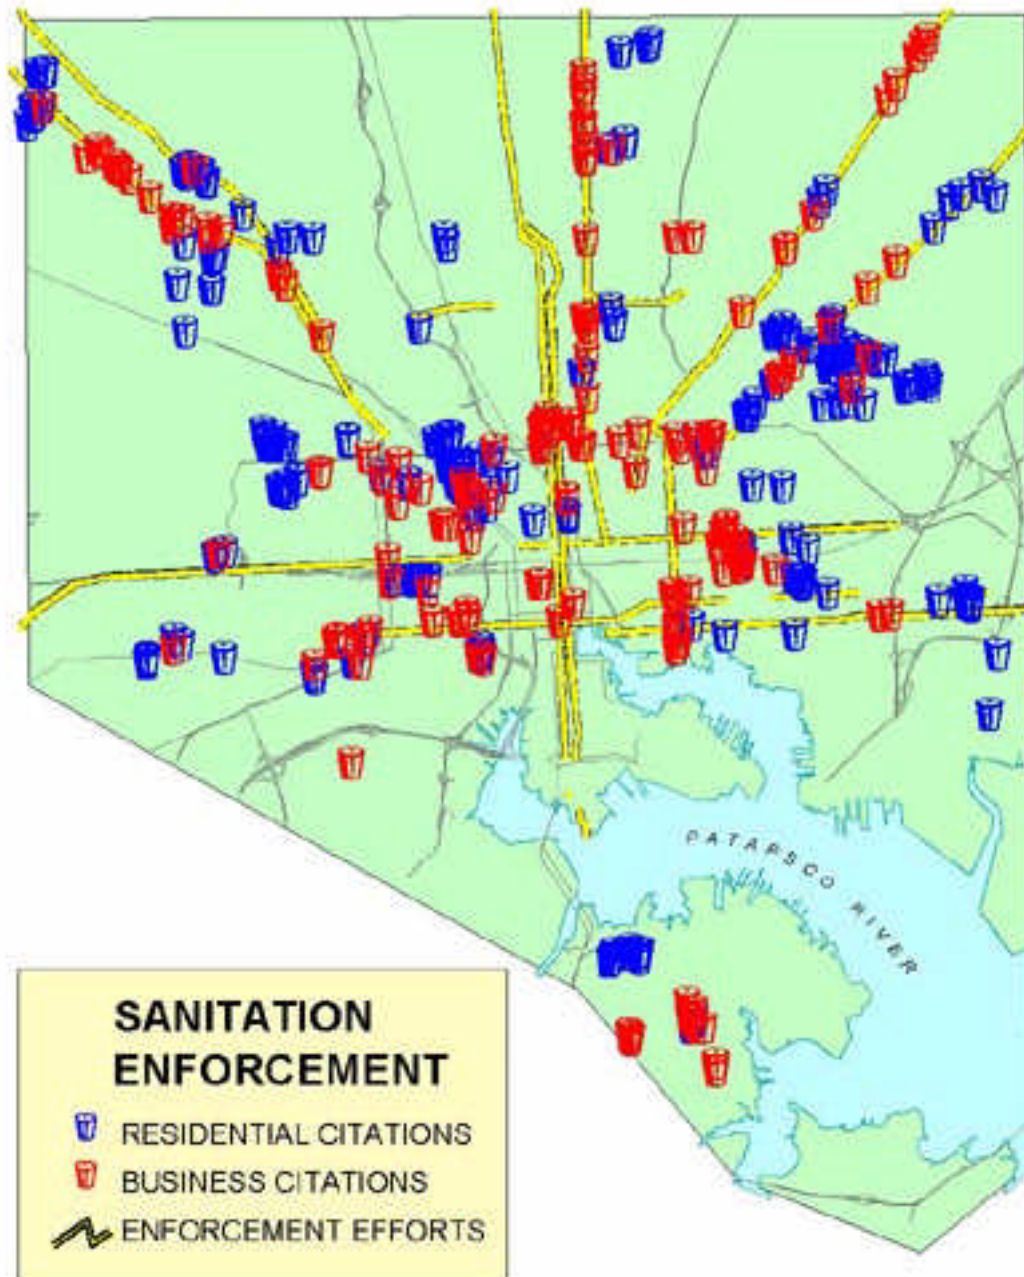 PATAPSCO RIVER
SANITATION
ENFORCEMENT
RESIDENTIAL CITATIONS
BUSINESS CITATIONS
ENFORCEMENT EFFORTS